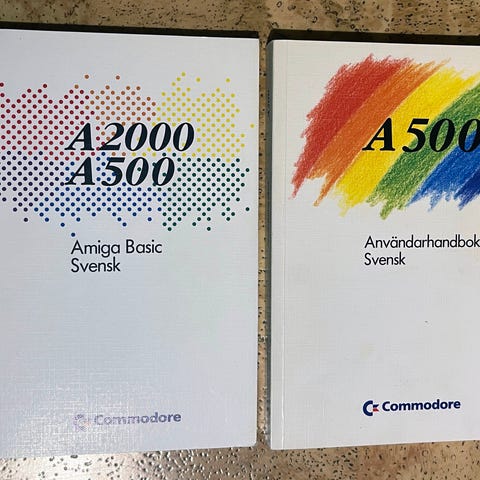 A2000
A500
Amiga Basic
Svensk
Commodore
A500
Användarhandbok
Svensk
Commodore